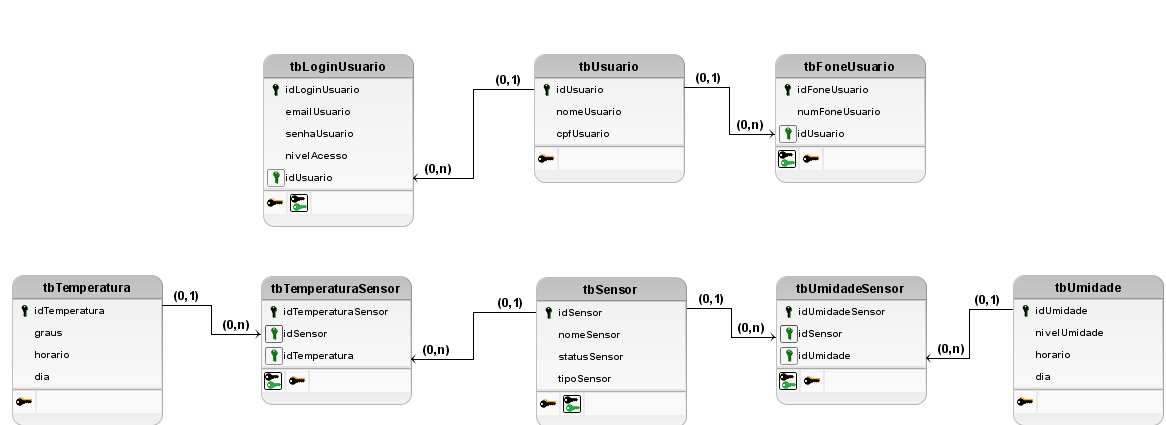 tbLoginUsuario
idLoginUsuario
emailUsuario
senhaUsuario
nivelAcesso
idUsuario
(0,1)
(0,n)
tbUsuario
idUsuario
nomeUsuario
cpfUsuario
(0,1)
(0,n)
tbFoneUsuario
idFoneUsuario
numFoneUsuario
idUsuario
tbTemperatura
idTemperatura
graus
horario
dia
(0,1)
(0,n)
tbTemperaturaSensor
idTemperaturaSensor
idSensor
idTemperatura
(0,1)
(0,n)
tbSensor
idSensor
nomeSensor
statusSensor
tipoSensor
(0,1)
(0,n)
tbUmidadeSensor
idUmidadeSensor
idSensor
idUmidade
(0,1)
(0,n)
tbUmidade
idUmidade
nivelUmidade
horario
dia